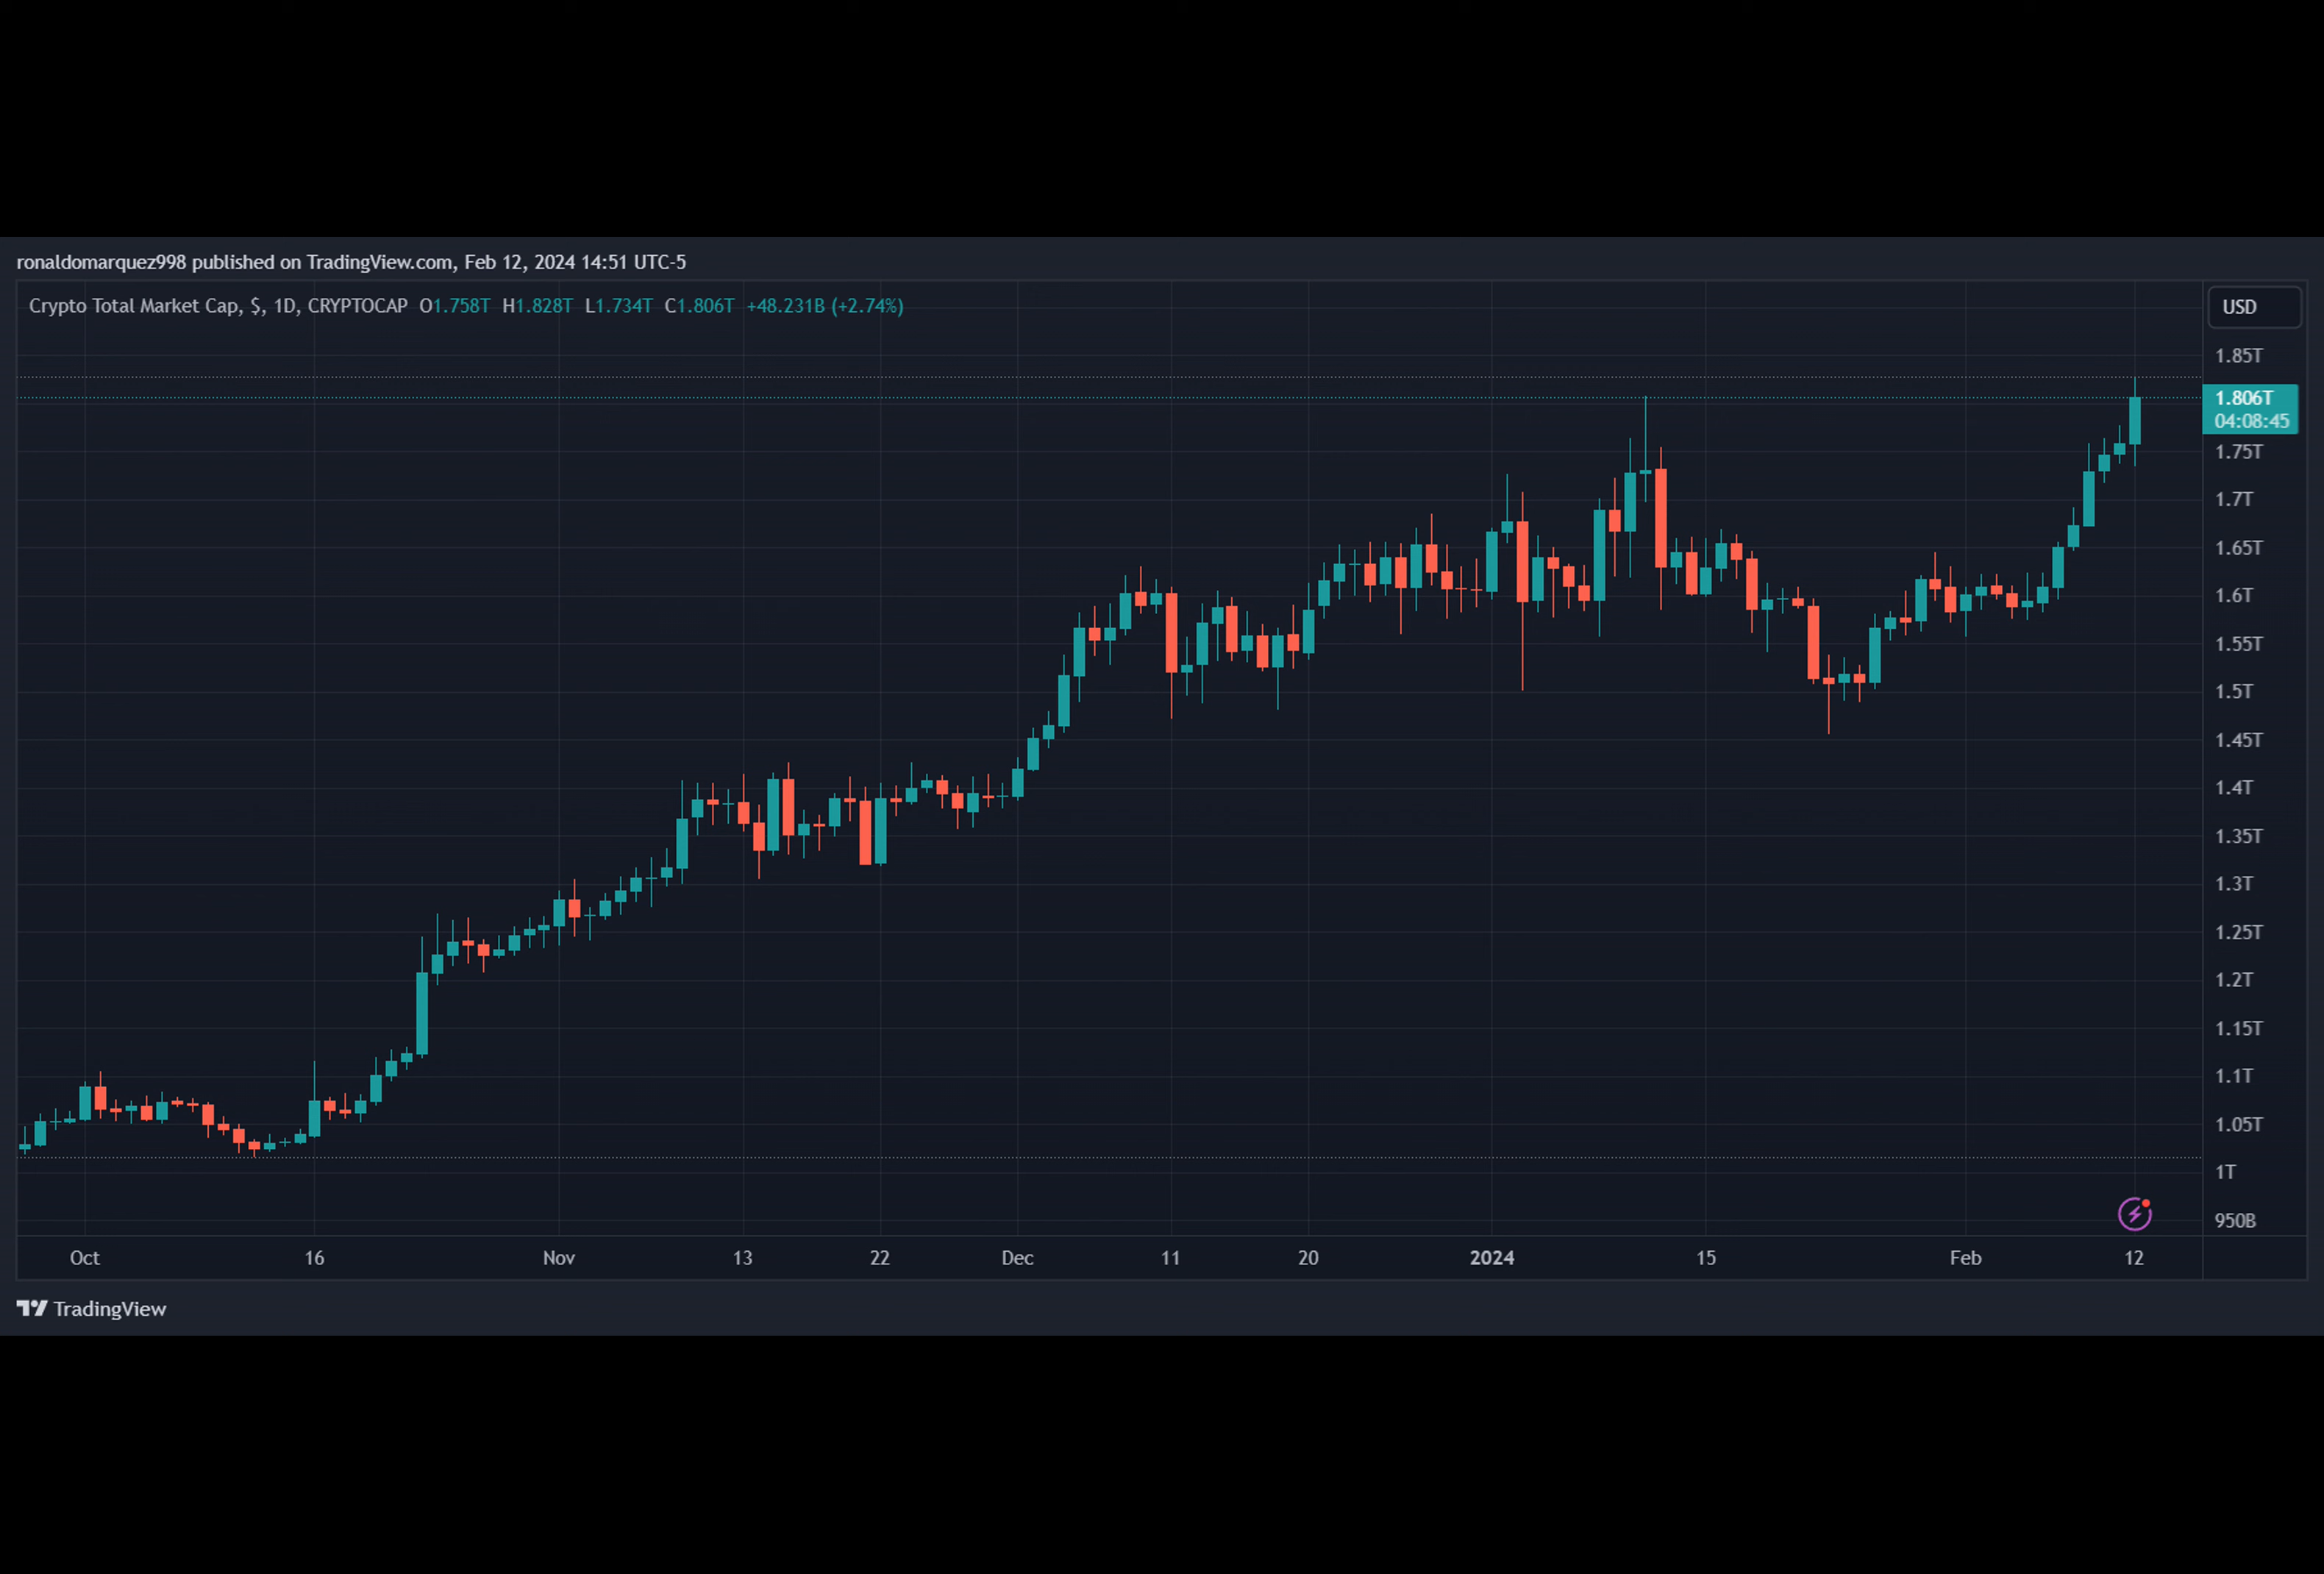 ronaldomarquez998 published on TradingView.com, Feb 12, 2024 14:51 UTC-5
Crypto Total Market Cap, $, 1D, CRYPTOCAP O1.758T H1.828T L1.734T C1.806T +48.231B (+2.74%)
USD
1.85T
1.806T
04:08:45
1.75T
1.7T
1.65T
1.6T
1.55T
1.5T
1.45T
1.4T
1.35T
1.3T
1.25T
1.2T
1.15T
1.1T
1.05T
1T
950B
Oct 16 Nov 13 22 Dec 11 20 2024 15 Feb 12
TradingView